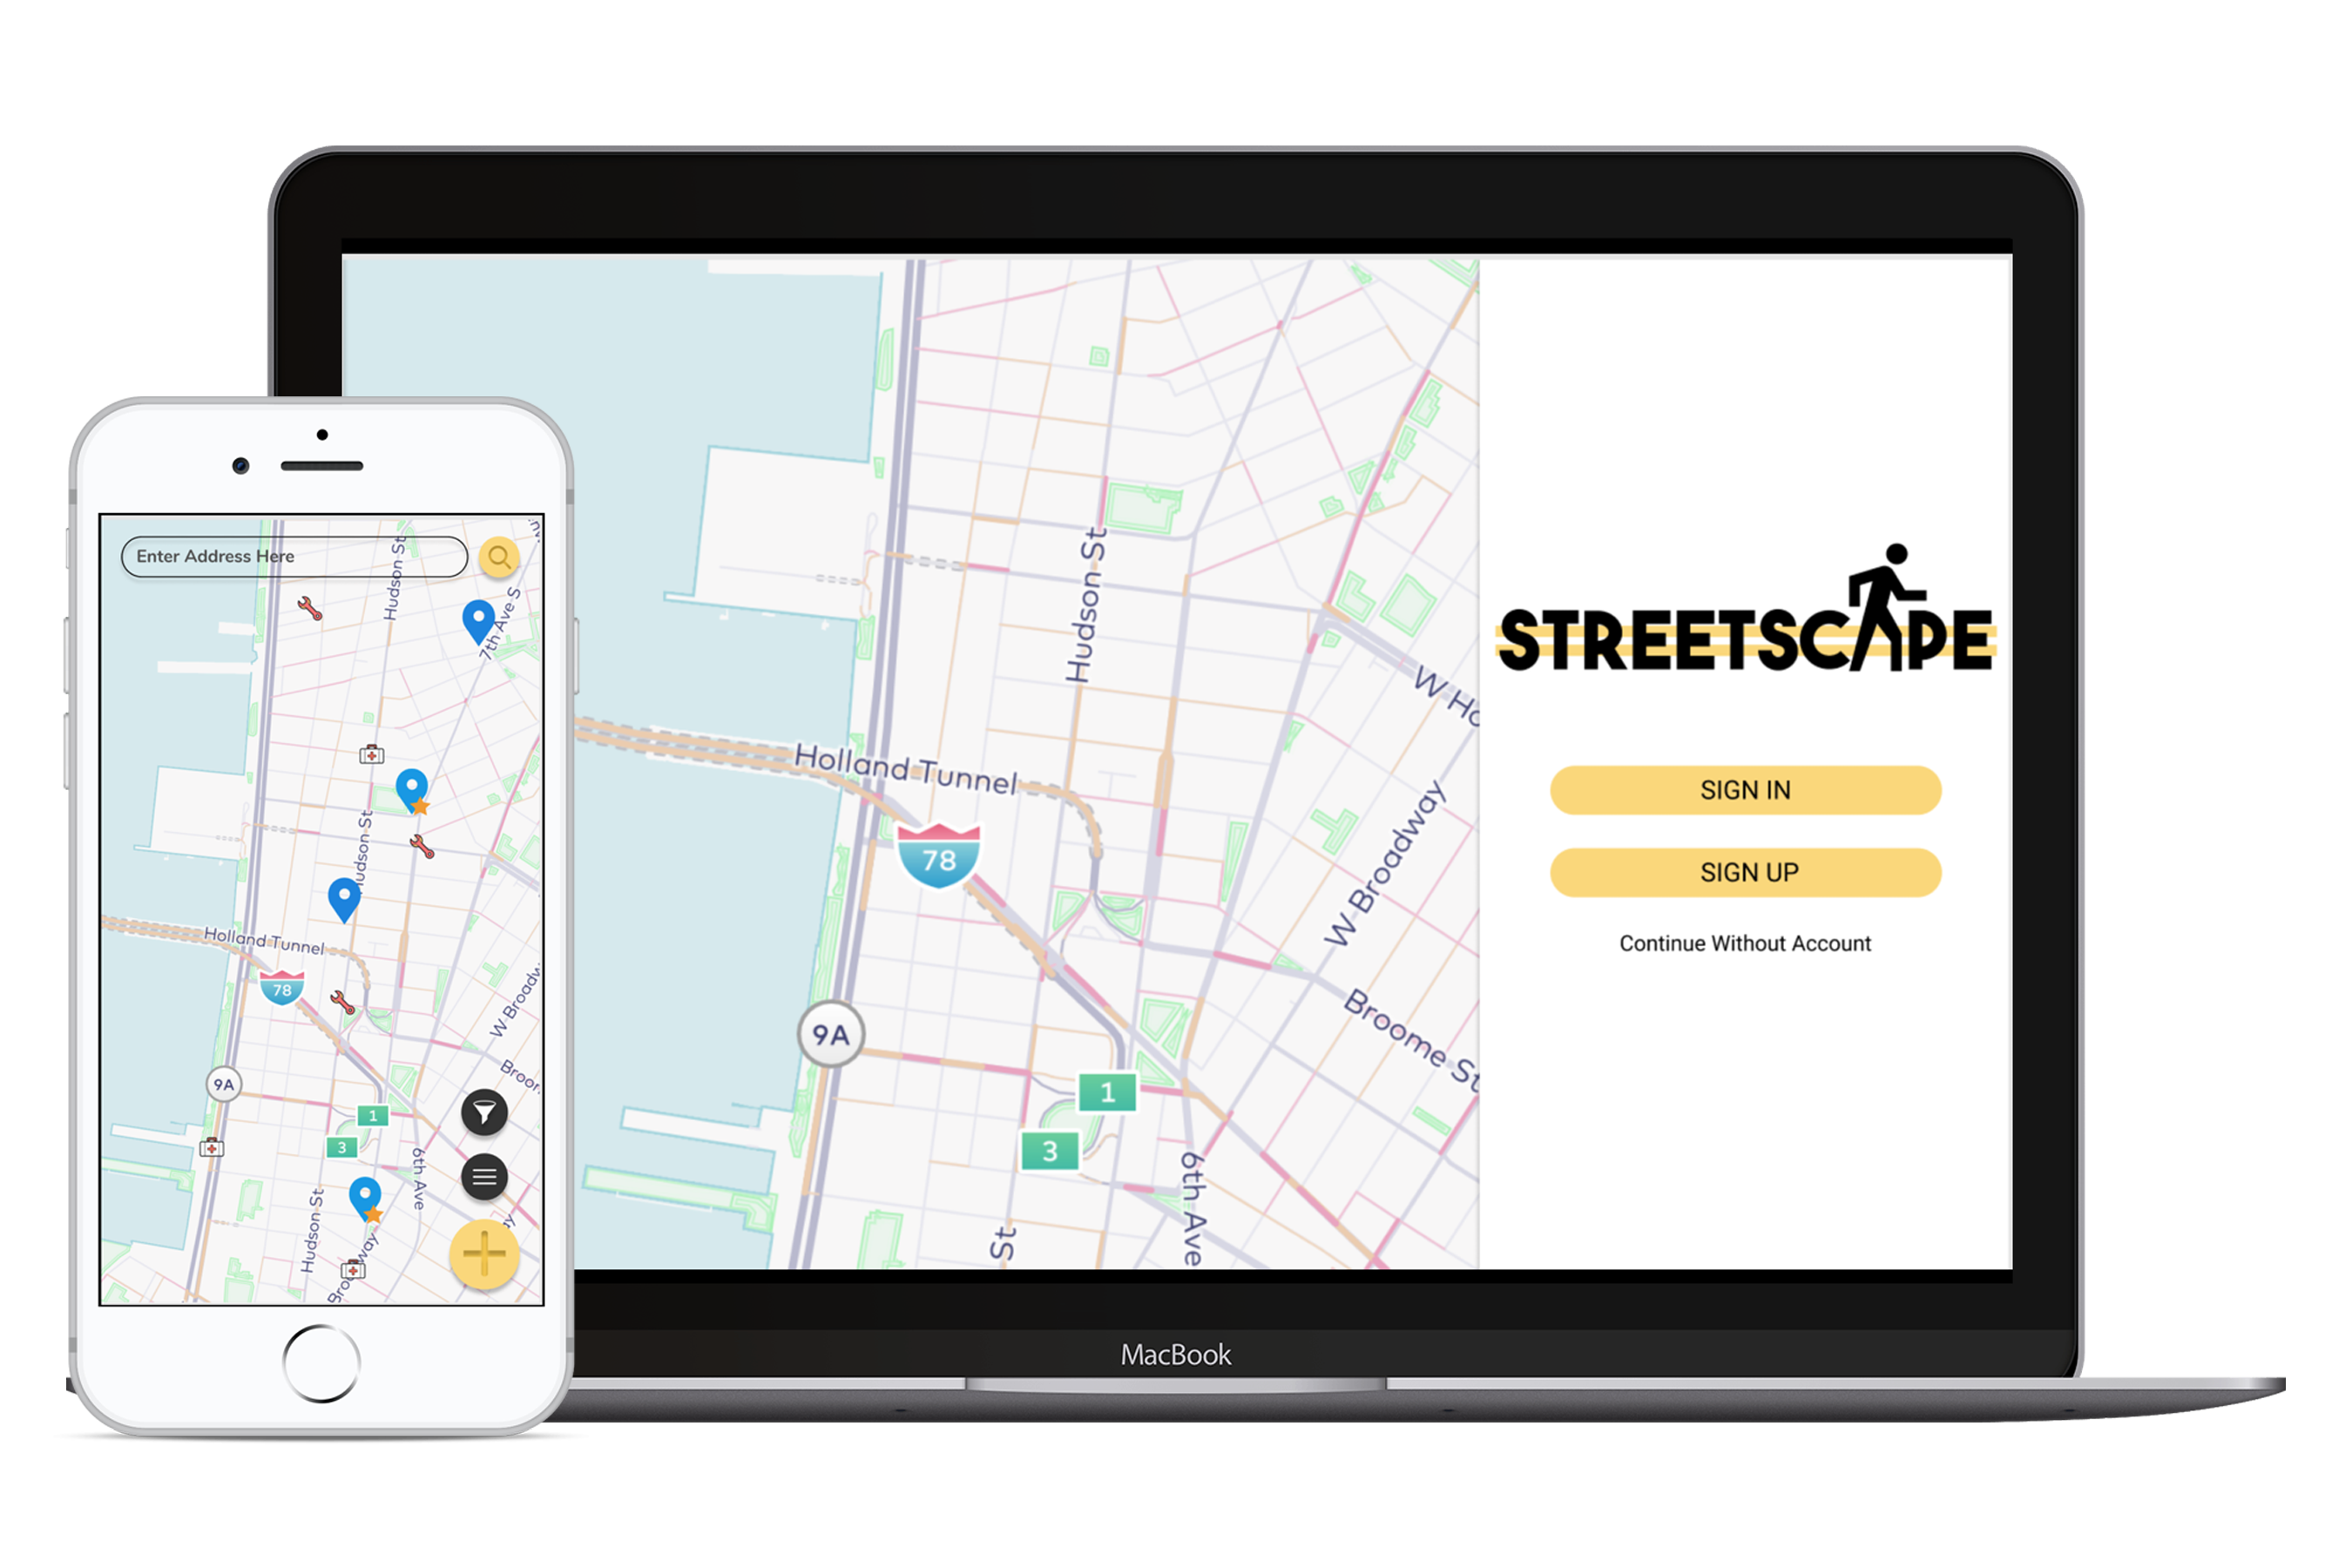 Enter Address Here
Hudson St
7th Ave S
Hudson St
Holland Tunnel
78
W Broadw
Broor
9A
1
3
6th Ave
Hudson St
Broadway
Hudson St
Holland Tunnel
78
W Ho
W Broadway
Broome St
9A
1
3
6th Ave
St
STREETSCAPE
SIGN IN
SIGN UP
Continue Without Account
MacBook